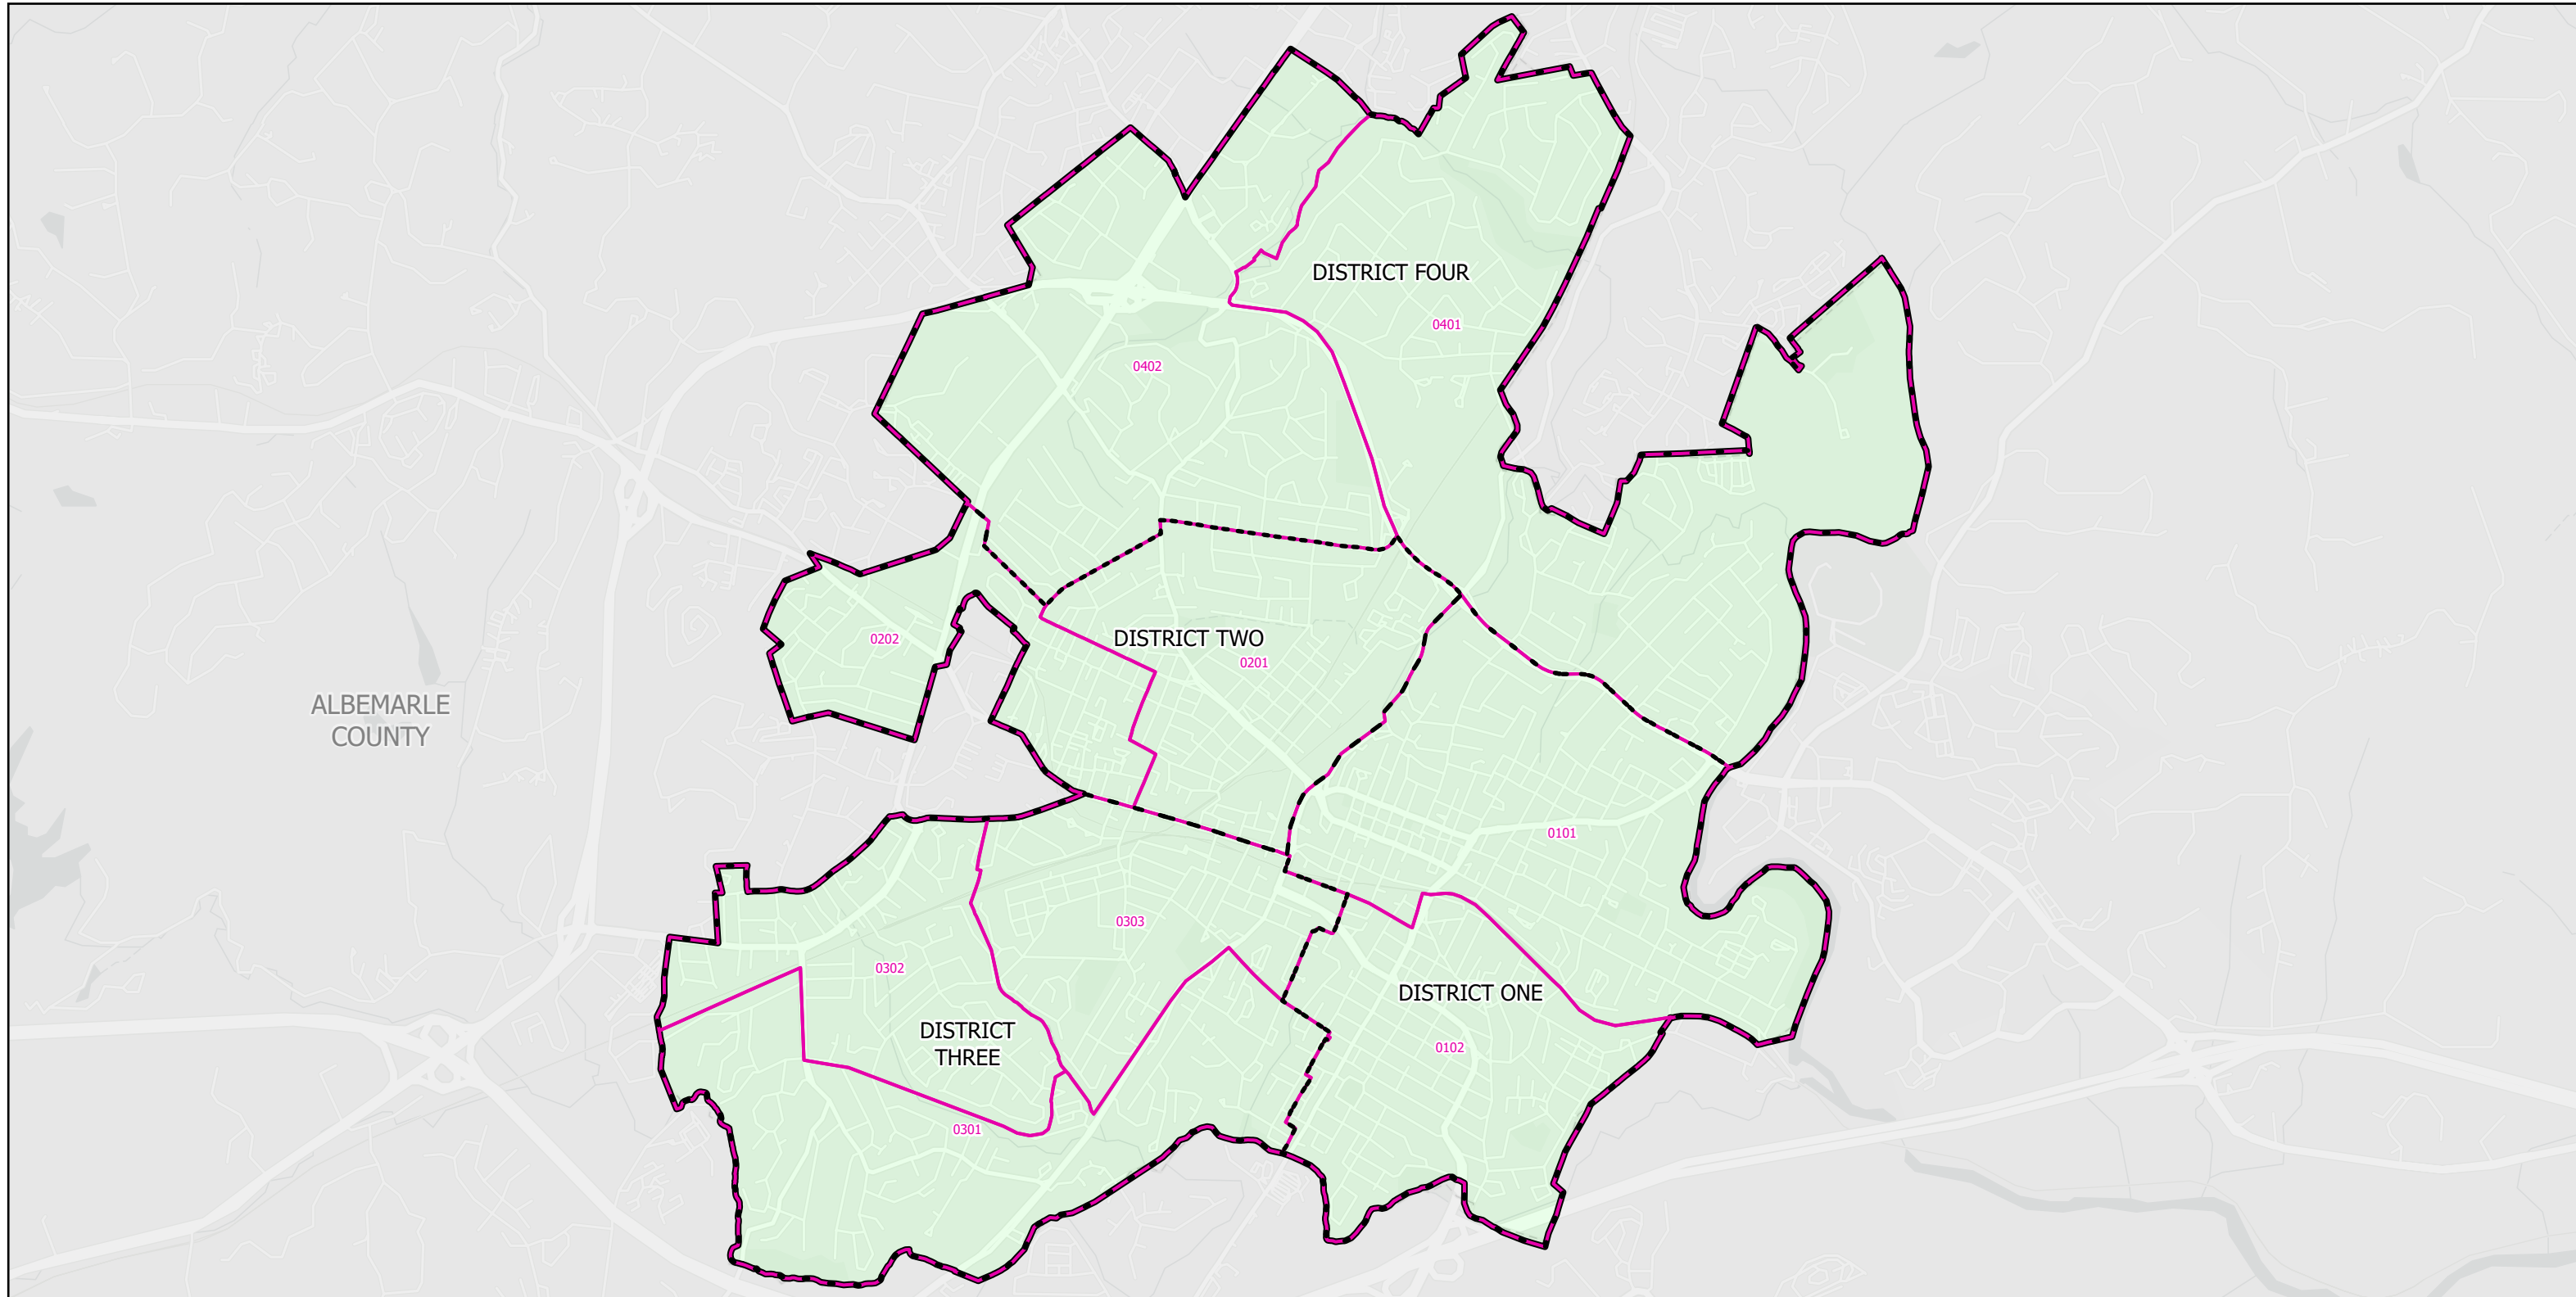 DISTRICT FOUR
0401
0402
DISTRICT TWO
0202
0201
ALBEMARLE
COUNTY
0101
0303
0302
DISTRICT ONE
DISTRICT
THREE
0102
0301